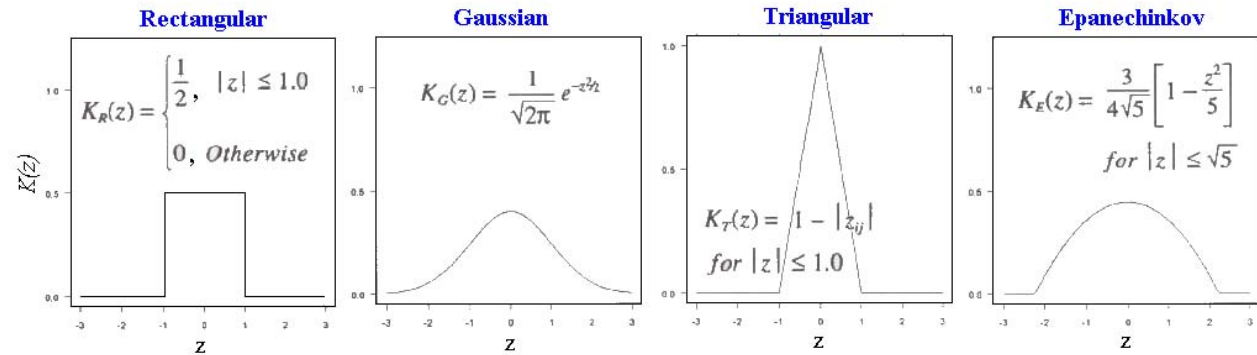 Rectangular
K(z)
1.0
0.5
0.0
K_R(z) = { 1/2, |z| ≤ 1.0
0, Otherwise
-3 -2 -1 0 1 2 3
z
Gaussian
1.0
0.5
0.0
K_G(z) = 1/√2π e^{-z²/2}
-3 -2 -1 0 1 2 3
z
Triangular
1.0
0.5
0.0
K_T(z) = 1 - |z_{ij}|
for |z| ≤ 1.0
-3 -2 -1 0 1 2 3
z
Epanechinkov
1.0
0.5
0.0
K_E(z) = 3/4√5 [1 - z²/5]
for |z| ≤ √5
-3 -2 -1 0 1 2 3
z